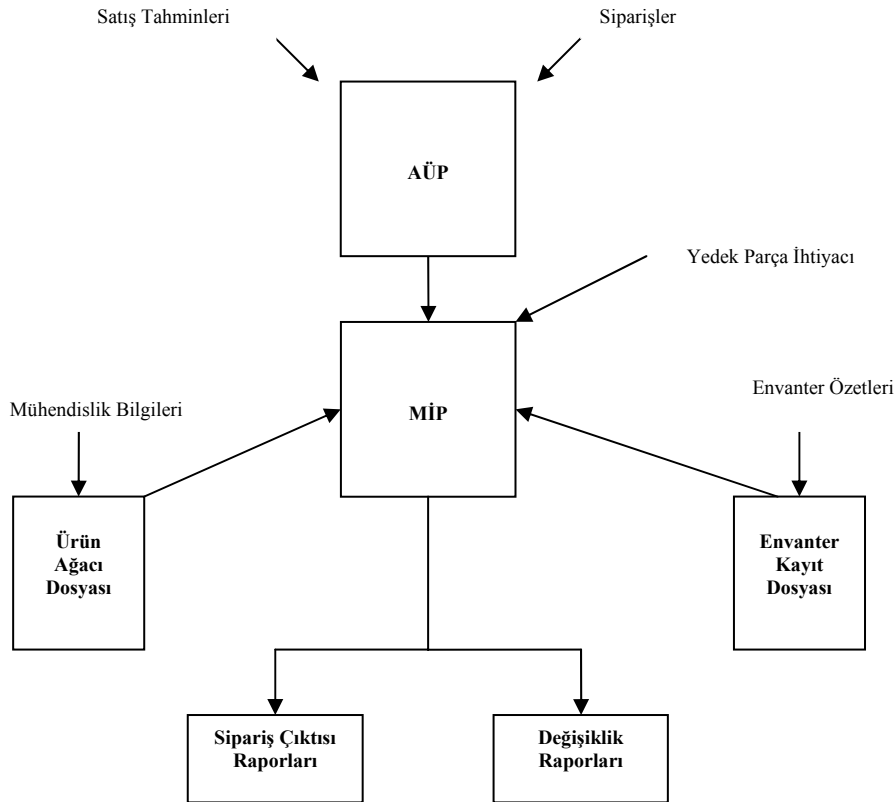 Satış Tahminleri
Siparişler
AÜP
Yedek Parça İhtiyacı
MİP
Envanter Özetleri
Mühendislik Bilgileri
Ürün
Ağacı
Dosyası
Envanter
Kayıt
Dosyası
Sipariş Çıktısı
Raporları
Değişiklik
Raporları